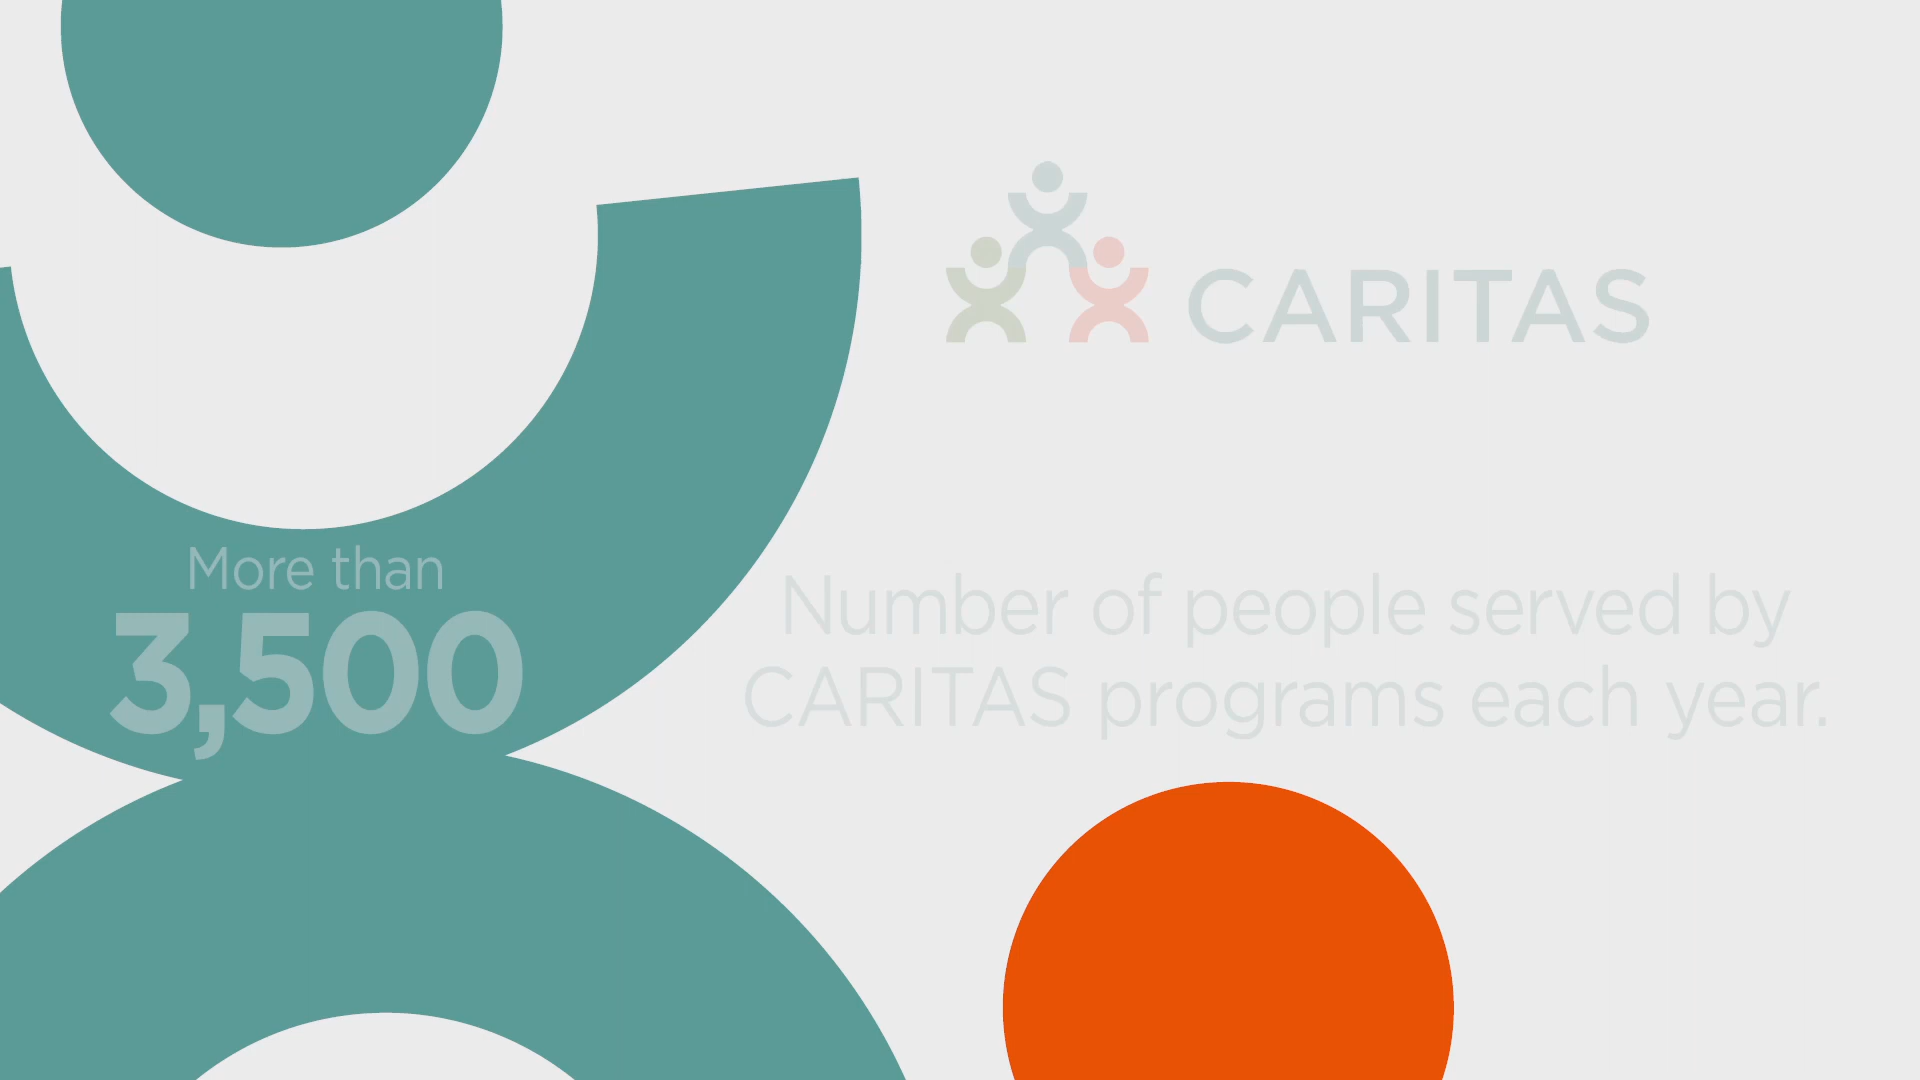 CARITAS
More than
3,500
Number of people served by
CARITAS programs each year.